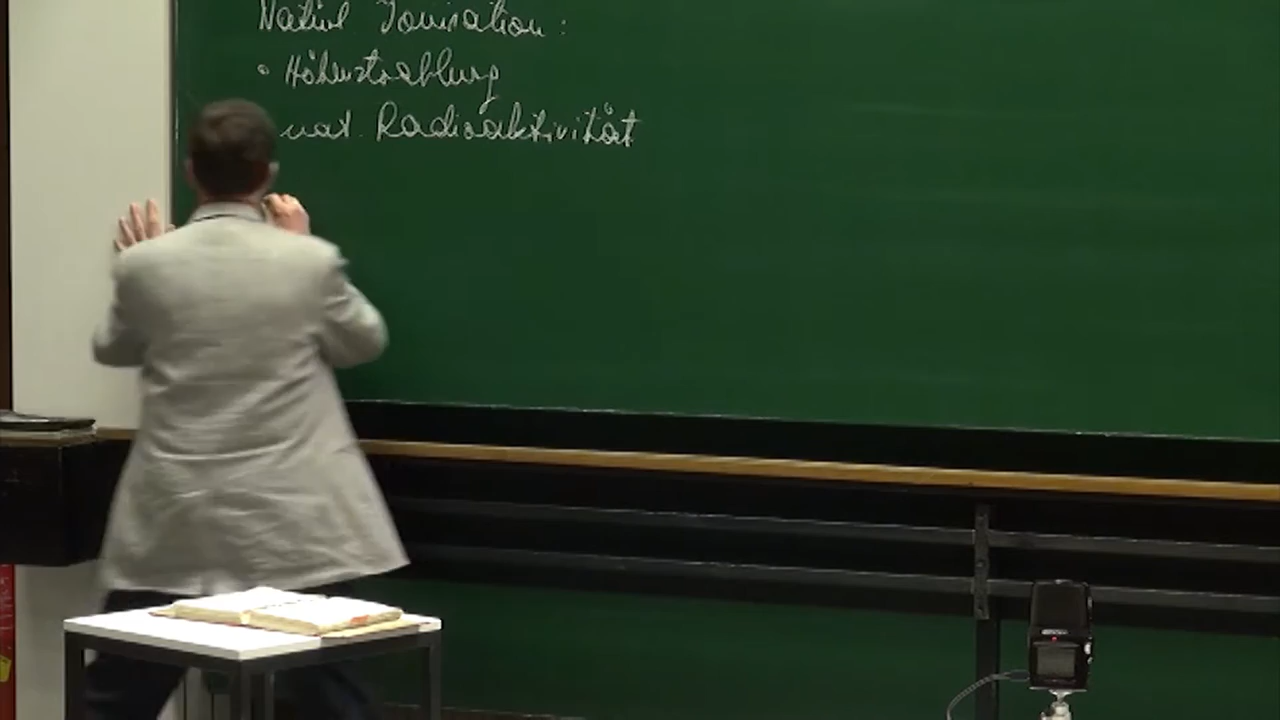 Natürl. Ionisation:
• Höhenstrahlung
nat. Radioaktivität